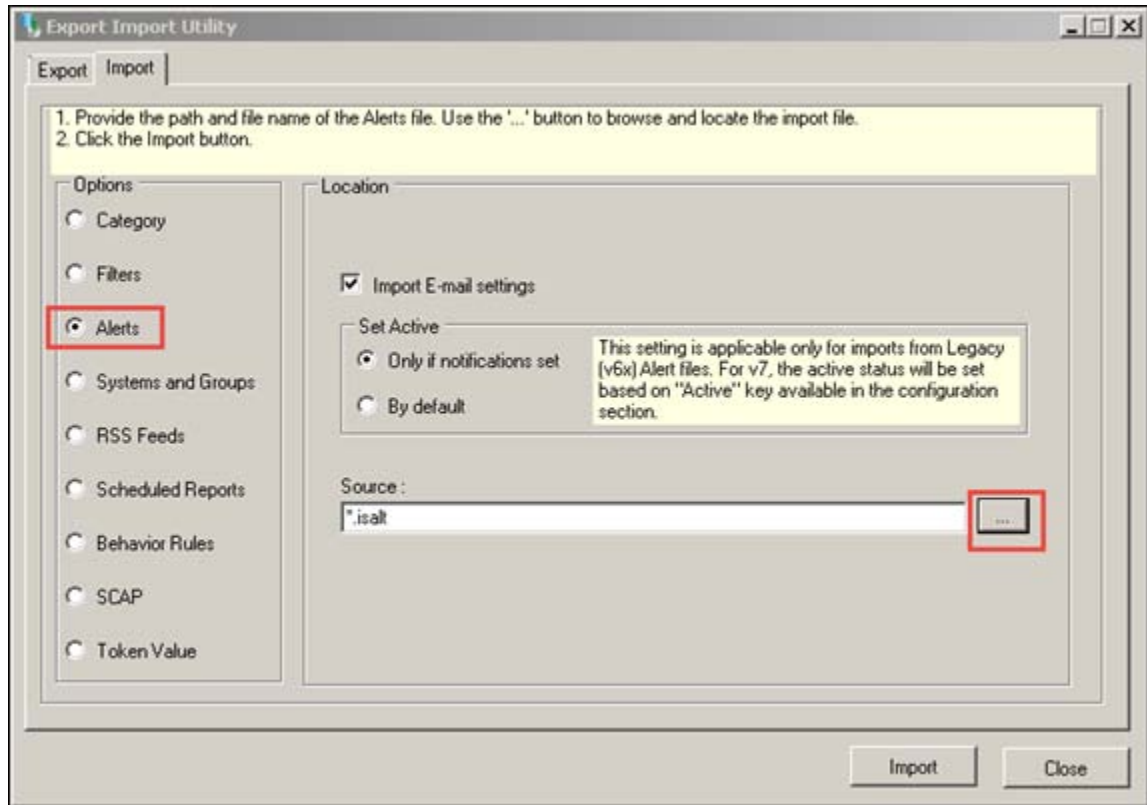 Export Import Utility
Export Import
1. Provide the path and file name of the Alerts file. Use the '...' button to browse and locate the import file.
2. Click the Import button.
Options
Category
Filters
Alerts
Systems and Groups
RSS Feeds
Scheduled Reports
Behavior Rules
SCAP
Token Value
Location
Import E-mail settings
Set Active
Only if notifications set
By default
This setting is applicable only for imports from Legacy
(v6x) Alert files. For v7, the active status will be set
based on "Active" key available in the configuration
section.
Source :
*.isalt
...
Import
Close